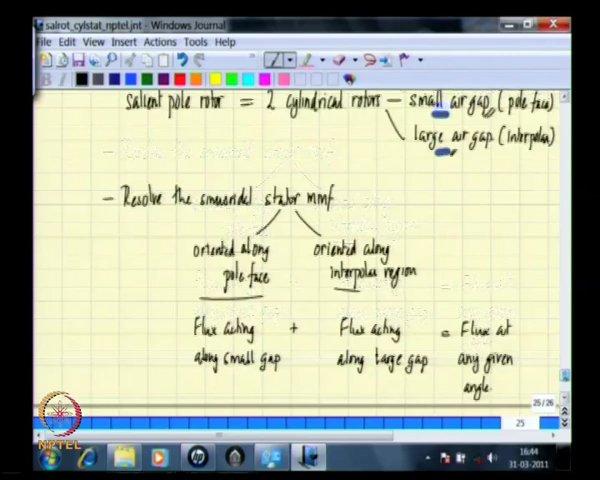 salrot_cylstat_nptel.jnt - Windows Journal
File Edit View Insert Actions Tools Help
salient pole rotor = 2 cylindrical rotors — small air gap (pole face)
large air gap (interpolar)
- Resolve the sinusoidal stator mmf
oriented along oriented along
pole face interpolar region
Flux acting + Flux acting = Flux at
along small gap along large gap any given
angle.
25/26
25
NPTEL
16:44
31-03-2011